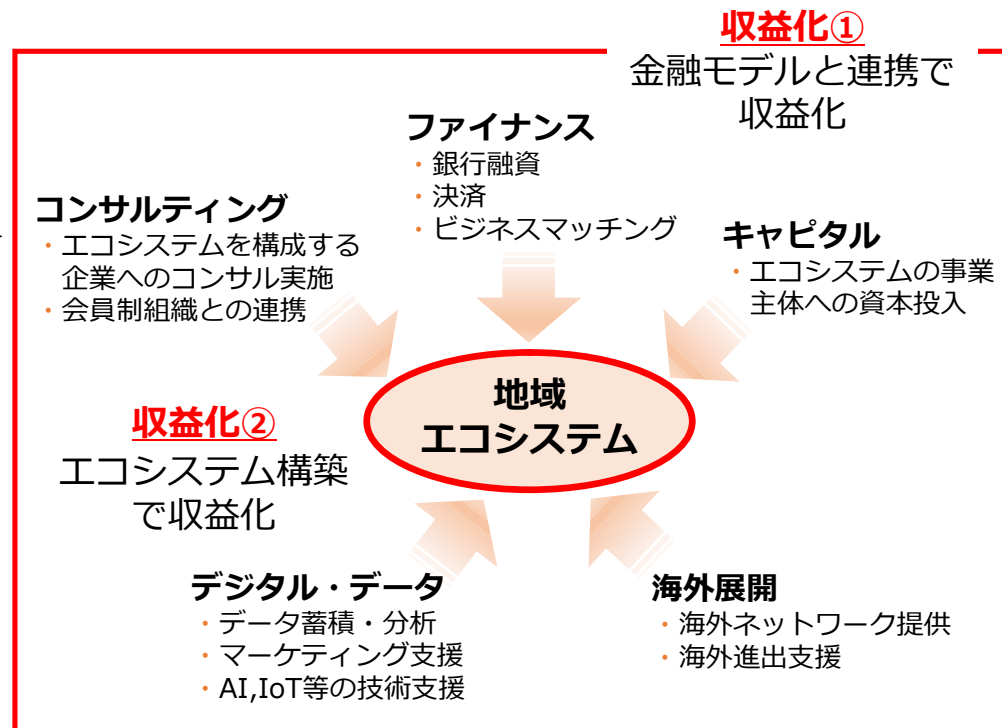 収益化①
金融モデルと連携で
収益化
ファイナンス
・銀行融資
・決済
・ビジネスマッチング
コンサルティング
・エコシステムを構成する
企業へのコンサル実施
・会員制組織との連携
キャピタル
・エコシステムの事業
主体への資本投入
地域
エコシステム
収益化②
エコシステム構築
で収益化
デジタル・データ
・データ蓄積・分析
・マーケティング支援
・AI,IoT等の技術支援
海外展開
・海外ネットワーク提供
・海外進出支援